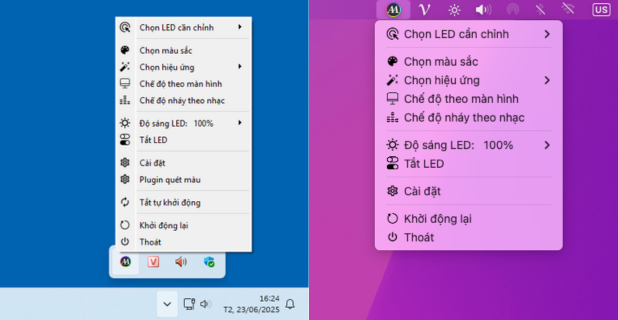 Chọn LED cần chỉnh
Chọn màu sắc
Chọn hiệu ứng
Chế độ theo màn hình
Chế độ nháy theo nhạc
Độ sáng LED: 100%
Tắt LED
Cài đặt
Plugin quét màu
Tắt tự khởi động
Khởi động lại
Thoát
V
16:24
T2, 23/06/2025
US
Chọn LED cần chỉnh
Chọn màu sắc
Chọn hiệu ứng
Chế độ theo màn hình
Chế độ nháy theo nhạc
Độ sáng LED: 100%
Tắt LED
Cài đặt
Khởi động lại
Thoát